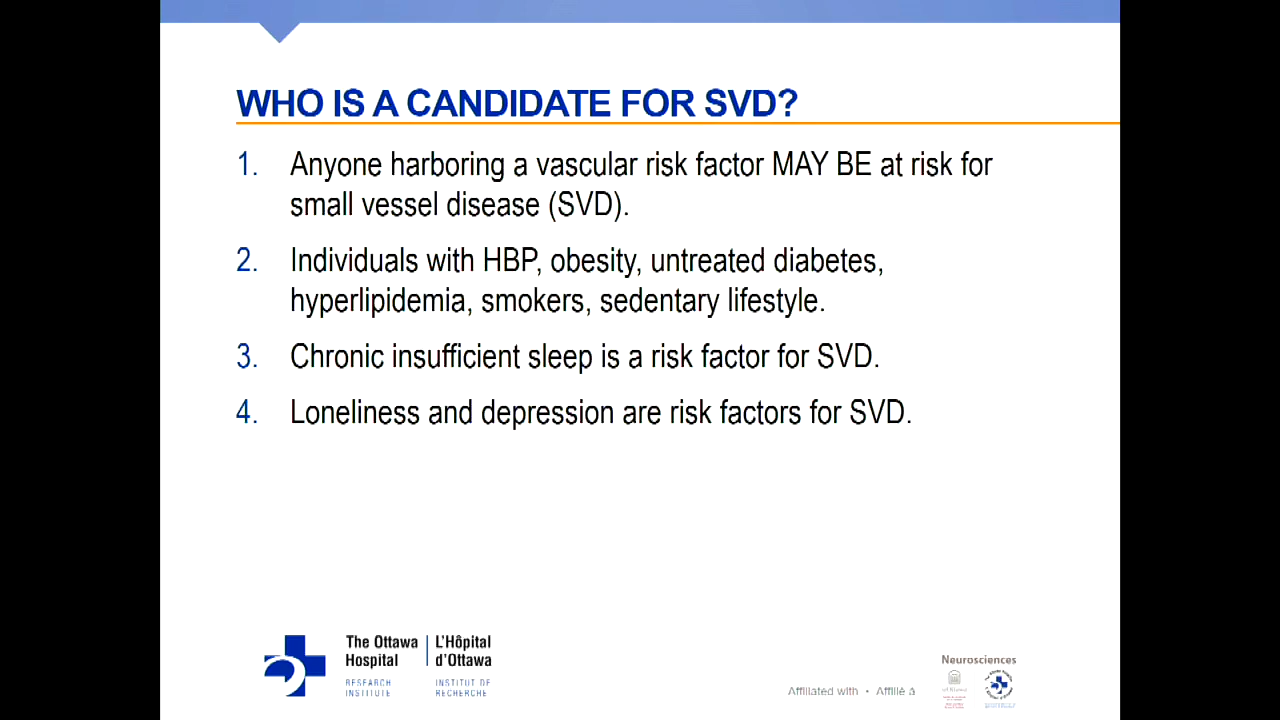 WHO IS A CANDIDATE FOR SVD?
1. Anyone harboring a vascular risk factor MAY BE at risk for
small vessel disease (SVD).
2. Individuals with HBP, obesity, untreated diabetes,
hyperlipidemia, smokers, sedentary lifestyle.
3. Chronic insufficient sleep is a risk factor for SVD.
4. Loneliness and depression are risk factors for SVD.
The Ottawa
Hospital
RESEARCH
INSTITUTE
L'Hôpital
d'Ottawa
INSTITUT DE
RECHERCHE
Neurosciences
Affiliated with • Affilié à